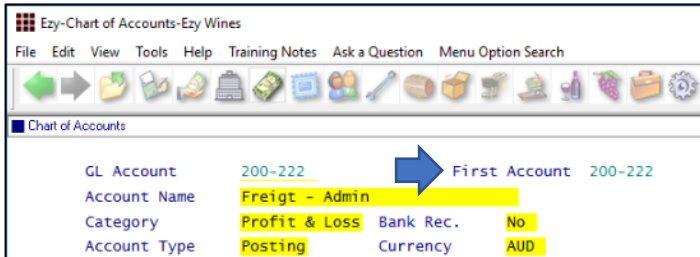 Ezy-Chart of Accounts-Ezy Wines
File Edit View Tools Help Training Notes Ask a Question Menu Option Search
Chart of Accounts
GL Account 200-222 First Account 200-222
Account Name Freigt - Admin
Category Profit & Loss Bank Rec. No
Account Type Posting Currency AUD